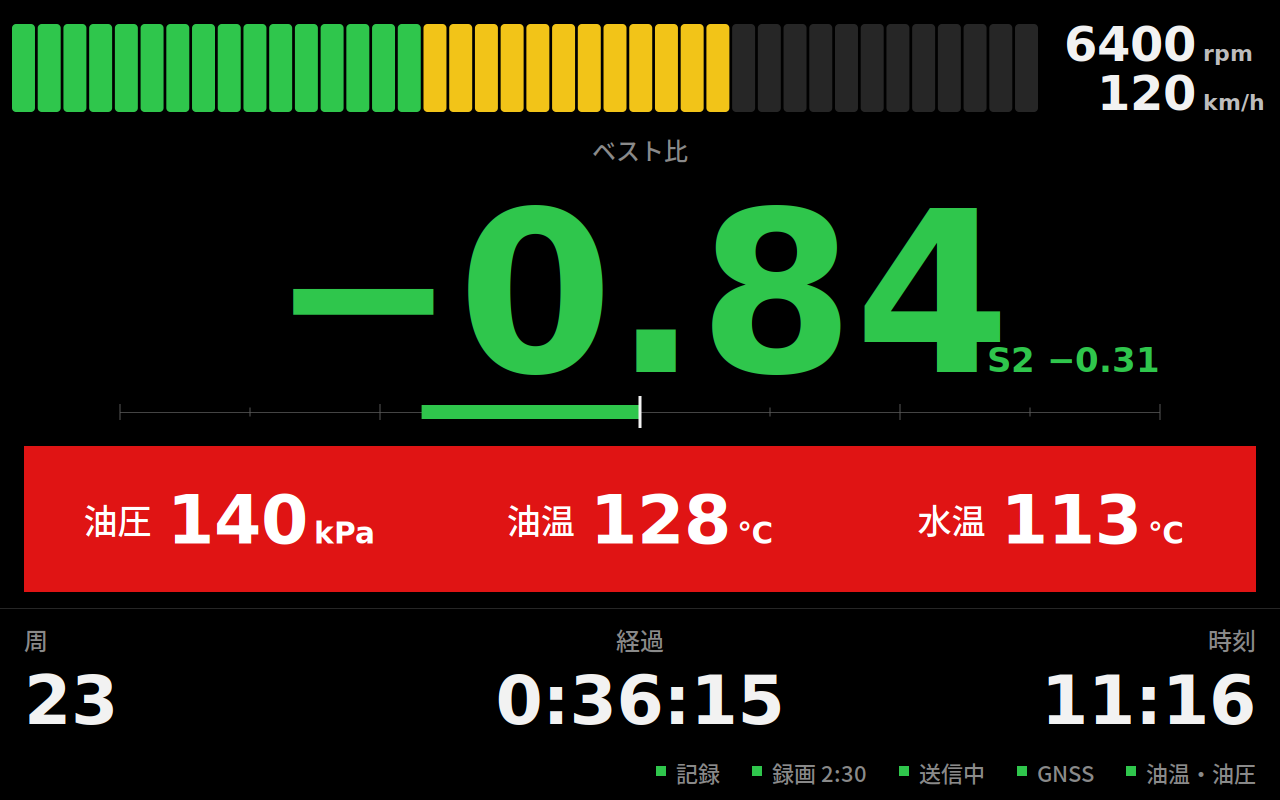 6400 rpm
120 km/h
ベスト比
−0.84
S2 −0.31
油圧 140 kPa 油温 128 °C 水温 113 °C
周 経過 時刻
23 0:36:15 11:16
記録 録画 2:30 送信中 GNSS 油温・油圧